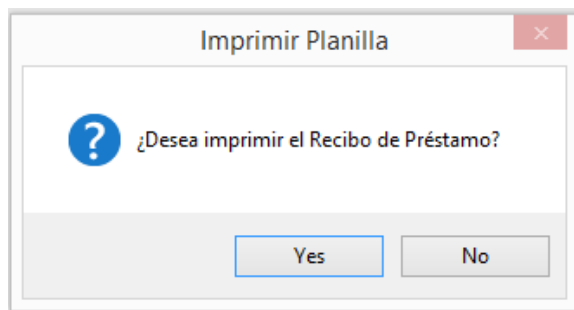 Imprimir Planilla
¿Desea imprimir el Recibo de Préstamo?
Yes
No